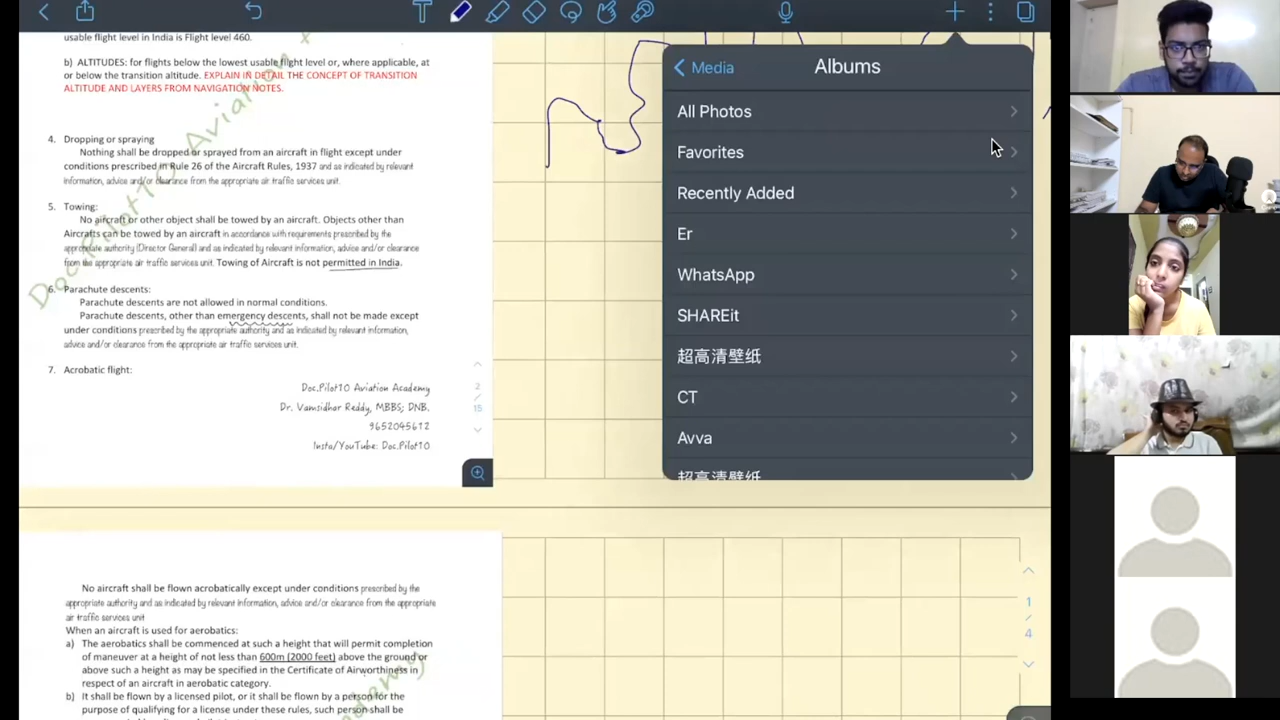 usable flight level in India is Flight level 460.
b) ALTITUDES: for flights below the lowest usable flight level or, where applicable, at
or below the transition altitude. EXPLAIN IN DETAIL THE CONCEPT OF TRANSITION
ALTITUDE AND LAYERS FROM NAVIGATION NOTES.
4. Dropping or spraying
Nothing shall be dropped or sprayed from an aircraft in flight except under
conditions prescribed in Rule 26 of the Aircraft Rules, 1937 and as indicated by relevant
information, advice and/or clearance from the appropriate air traffic services unit.
5. Towing:
No aircraft or other object shall be towed by an aircraft. Objects other than
Aircrafts can be towed by an aircraft in accordance with requirements prescribed by the
appropriate authority (Director General) and as indicated by relevant information, advice and/or clearance
from the appropriate air traffic services unit. Towing of Aircraft is not permitted in India.
6. Parachute descents:
Parachute descents are not allowed in normal conditions.
Parachute descents, other than emergency descents, shall not be made except
under conditions prescribed by the appropriate authority and as indicated by relevant information,
advice and/or clearance from the appropriate air traffic services unit.
7. Acrobatic flight:
Doc.Pilot10 Aviation Academy
Dr. Vamsidhar Reddy, MBBS; DNB.
9652045612
Insta/YouTube: Doc.Pilot10
Doc Pilot10 Aviation
2
/
15
Media
Albums
All Photos
Favorites
Recently Added
Er
WhatsApp
SHAREit
超高清壁纸
CT
Avva
超高清壁纸
No aircraft shall be flown acrobatically except under conditions prescribed by the
appropriate authority and as indicated by relevant information, advice and/or clearance from the appropriate
air traffic services unit
When an aircraft is used for aerobatics:
a) The aerobatics shall be commenced at such a height that will permit completion
of maneuver at a height of not less than 600m (2000 feet) above the ground or
above such a height as may be specified in the Certificate of Airworthiness in
respect of an aircraft in aerobatic category.
b) It shall be flown by a licensed pilot, or it shall be flown by a person for the
purpose of qualifying for a license under these rules, such person shall be
1
/
4